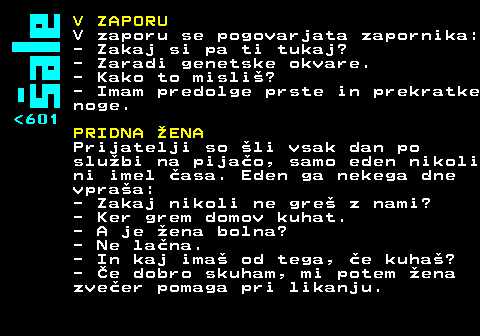 šale
<601
V ZAPORU
V zaporu se pogovarjata zapornika:
- Zakaj si pa ti tukaj?
- Zaradi genetske okvare.
- Kako to misliš?
- Imam predolge prste in prekratke
noge.
PRIDNA ŽENA
Prijatelji so šli vsak dan po
službi na pijačo, samo eden nikoli
ni imel časa. Eden ga nekega dne
vpraša:
- Zakaj nikoli ne greš z nami?
- Ker grem domov kuhat.
- A je žena bolna?
- Ne lačna.
- In kaj imaš od tega, če kuhaš?
- Če dobro skuham, mi potem žena
zvečer pomaga pri likanju.